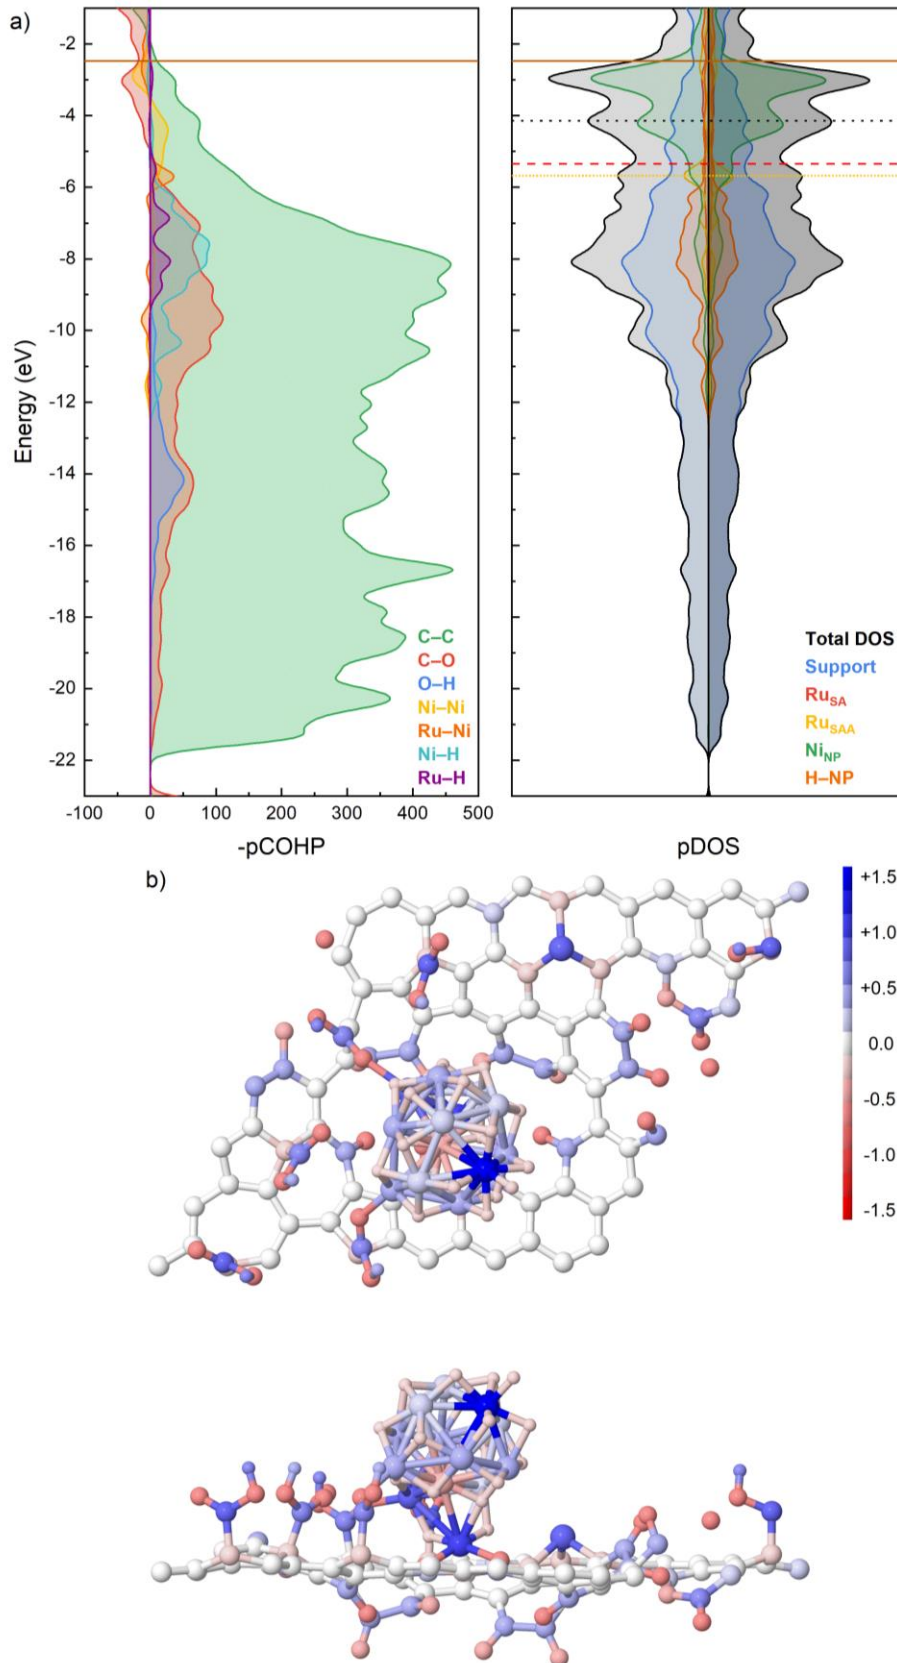 a)
-2
-4
-6
-8
-10
-12
-14
-16
-18
-20
-22
Energy (eV)
C–C
C–O
O–H
Ni–Ni
Ru–Ni
Ni–H
Ru–H
-100 0 100 200 300 400 500
-pCOHP
Total DOS
Support
RuSA
RuSAA
NiNP
H–NP
pDOS
b)
+1.5
+1.0
+0.5
0.0
-0.5
-1.0
-1.5